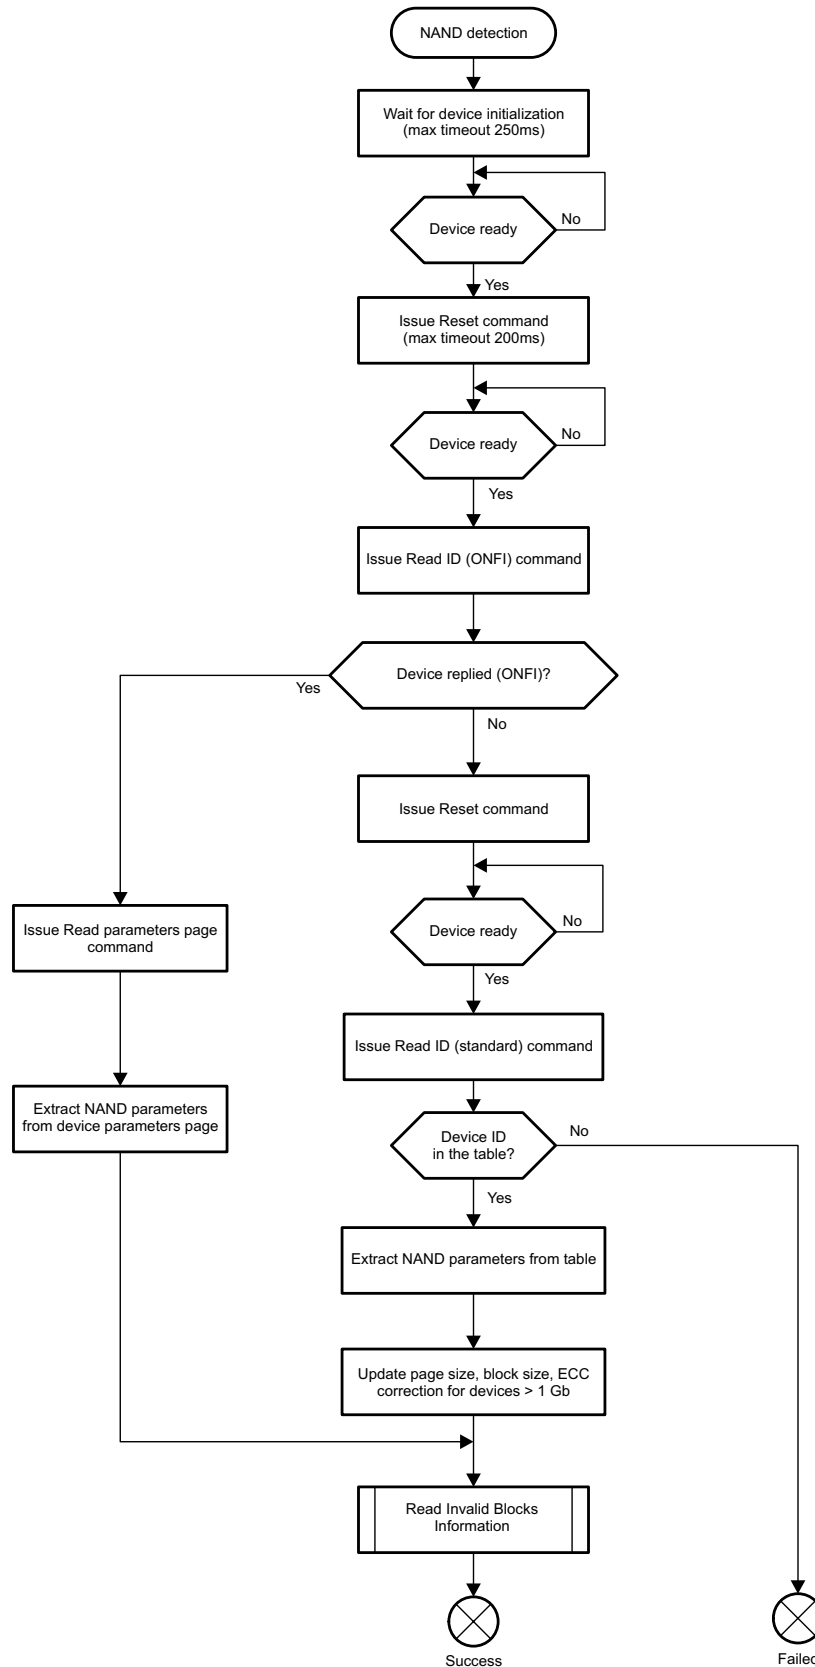 NAND detection
Wait for device initialization
(max timeout 250ms)
Device ready
No
Yes
Issue Reset command
(max timeout 200ms)
Device ready
No
Yes
Issue Read ID (ONFI) command
Device replied (ONFI)?
Yes
No
Issue Reset command
Issue Read parameters page
command
Device ready
No
Yes
Issue Read ID (standard) command
Extract NAND parameters
from device parameters page
Device ID
in the table?
No
Yes
Extract NAND parameters from table
Update page size, block size, ECC
correction for devices > 1 Gb
Read Invalid Blocks
Information
Success
Failed